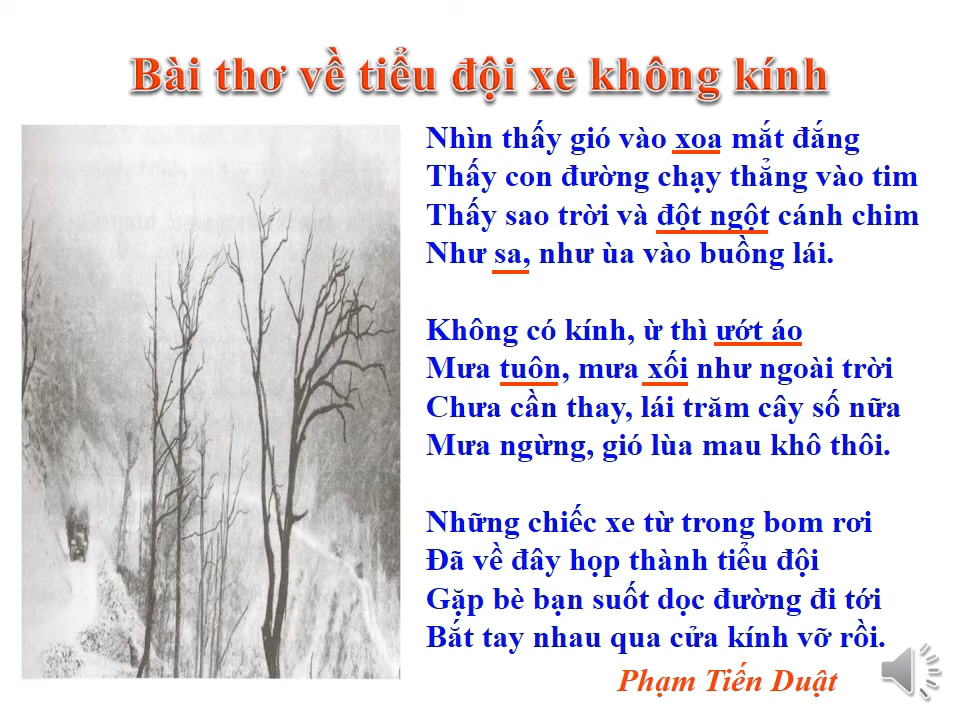 Bài thơ về tiểu đội xe không kính
Nhìn thấy gió vào xoa mắt đắng
Thấy con đường chạy thẳng vào tim
Thấy sao trời và đột ngột cánh chim
Như sa, như ùa vào buồng lái.
Không có kính, ừ thì ướt áo
Mưa tuôn, mưa xối như ngoài trời
Chưa cần thay, lái trăm cây số nữa
Mưa ngừng, gió lùa mau khô thôi.
Những chiếc xe từ trong bom rơi
Đã về đây họp thành tiểu đội
Gặp bè bạn suốt dọc đường đi tới
Bắt tay nhau qua cửa kính vỡ rồi.
Phạm Tiến Duật